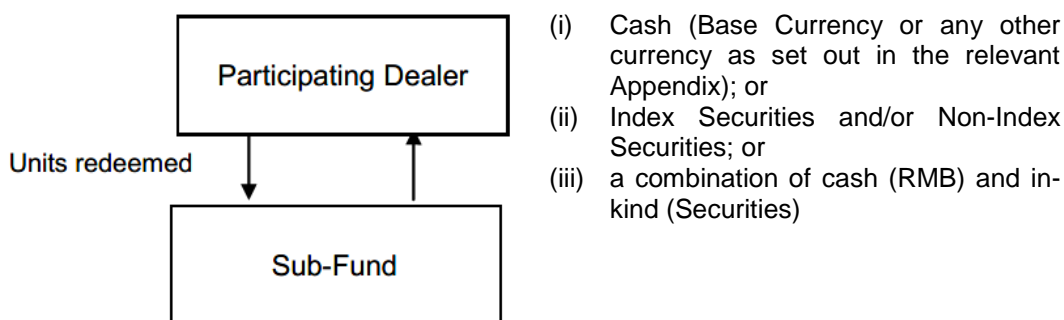 Participating Dealer
Units redeemed
Sub-Fund
(i) Cash (Base Currency or any other
currency as set out in the relevant
Appendix); or
(ii) Index Securities and/or Non-Index
Securities; or
(iii) a combination of cash (RMB) and in-
kind (Securities)